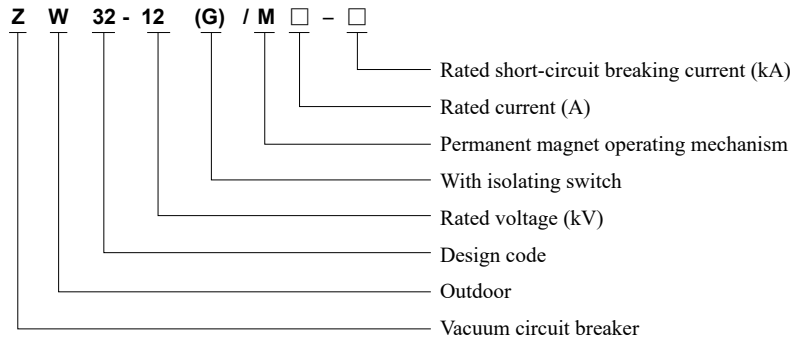 Z W 32 - 12 (G) / M □ – □
Rated short-circuit breaking current (kA)
Rated current (A)
Permanent magnet operating mechanism
With isolating switch
Rated voltage (kV)
Design code
Outdoor
Vacuum circuit breaker